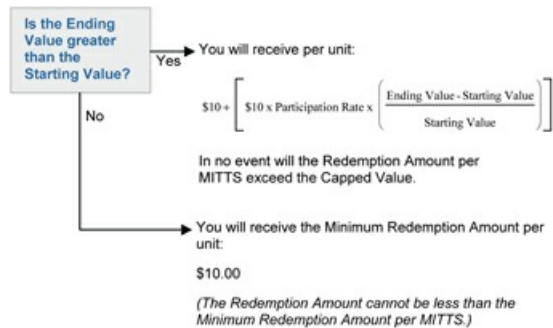 Is the Ending
Value greater
than the
Starting Value?
Yes
You will receive per unit:
$10 + [ $10 x Participation Rate x ( Ending Value - Starting Value
Starting Value ) ]
In no event will the Redemption Amount per
MITTS exceed the Capped Value.
No
You will receive the Minimum Redemption Amount per
unit:
$10.00
(The Redemption Amount cannot be less than the
Minimum Redemption Amount per MITTS.)